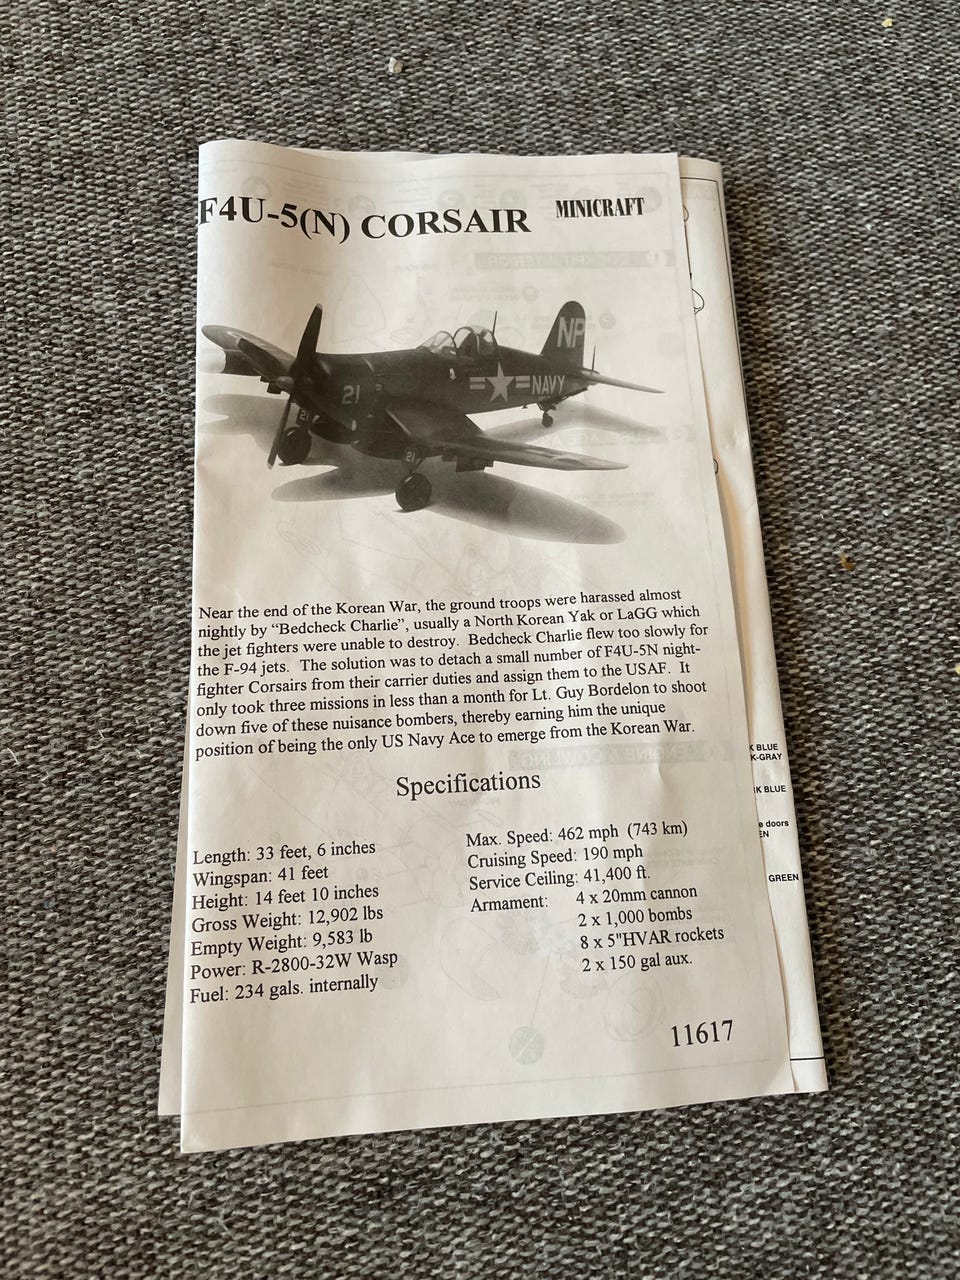 F4U-5(N) CORSAIR
MINICRAFT
NP
21
NAVY
21
21
Near the end of the Korean War, the ground troops were harassed almost
nightly by “Bedcheck Charlie”, usually a North Korean Yak or LaGG which
the jet fighters were unable to destroy. Bedcheck Charlie flew too slowly for
the F-94 jets. The solution was to detach a small number of F4U-5N night-
fighter Corsairs from their carrier duties and assign them to the USAF. It
only took three missions in less than a month for Lt. Guy Bordelon to shoot
down five of these nuisance bombers, thereby earning him the unique
position of being the only US Navy Ace to emerge from the Korean War.
Specifications
Length: 33 feet, 6 inches
Wingspan: 41 feet
Height: 14 feet 10 inches
Gross Weight: 12,902 lbs
Empty Weight: 9,583 lb
Power: R-2800-32W Wasp
Fuel: 234 gals. internally
Max. Speed: 462 mph (743 km)
Cruising Speed: 190 mph
Service Ceiling: 41,400 ft.
Armament: 4 x 20mm cannon
2 x 1,000 bombs
8 x 5"HVAR rockets
2 x 150 gal aux.
11617
K BLUE
K-GRAY
K BLUE
e doors
EN
GREEN